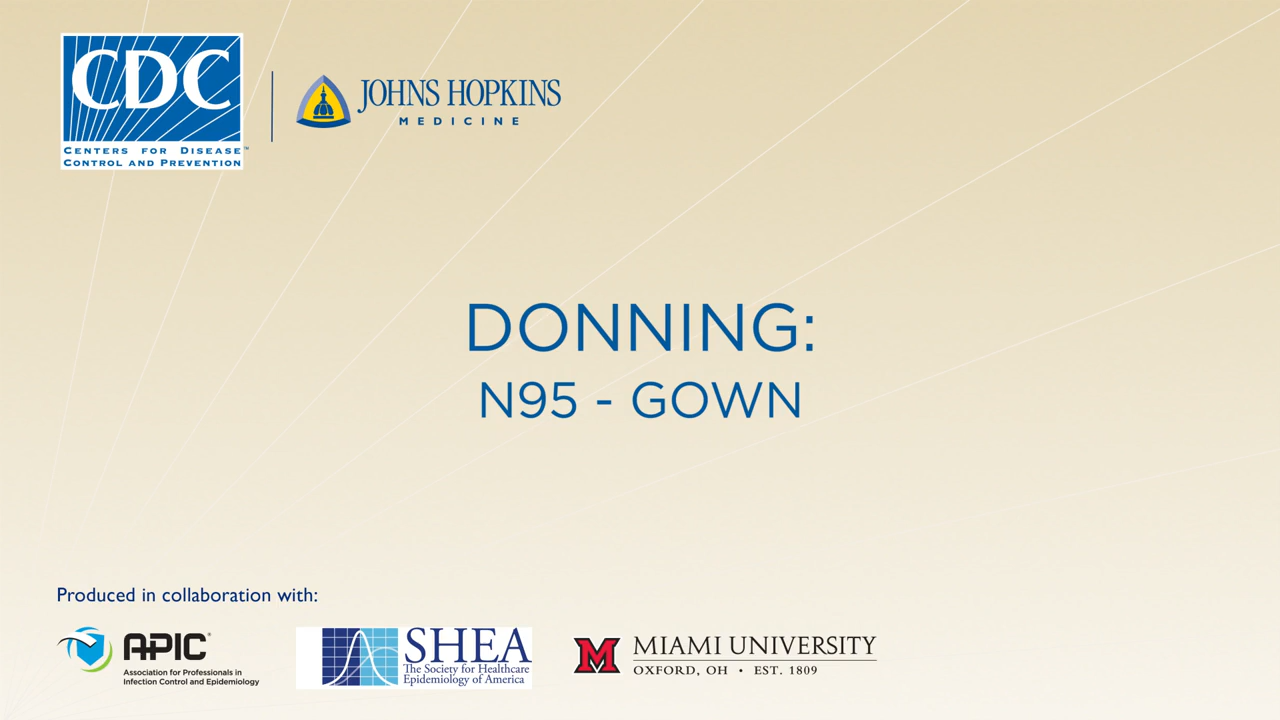 CDC
CENTERS FOR DISEASE™
CONTROL AND PREVENTION
JOHNS HOPKINS
MEDICINE
DONNING:
N95 - GOWN
Produced in collaboration with:
APIC®
Association for Professionals in
Infection Control and Epidemiology
SHEA
The Society for Healthcare
Epidemiology of America
M
MIAMI UNIVERSITY
OXFORD, OH • EST. 1809